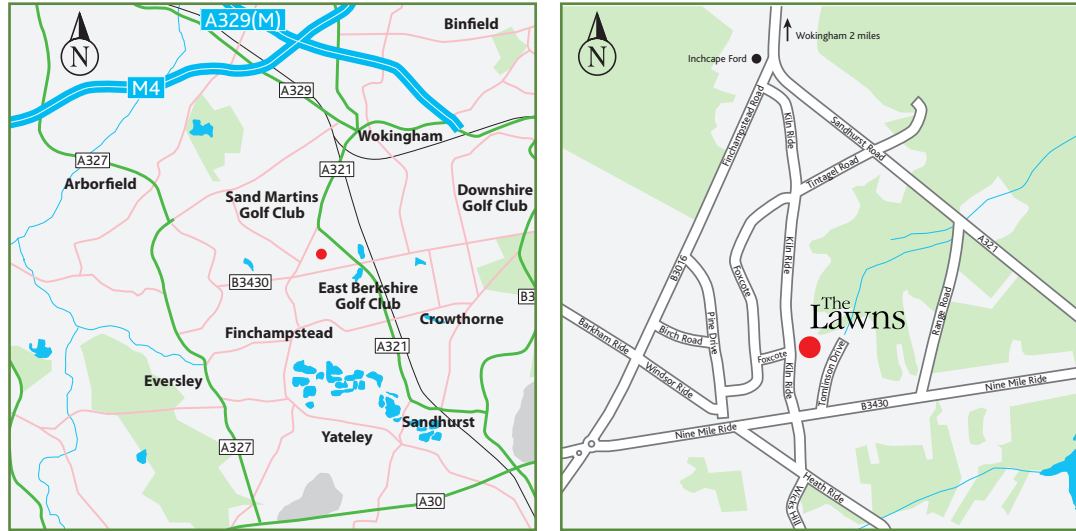 Binfield
A329(M)
N
M4
A329
Wokingham
A327
A321
Arborfield
Sand Martins
Golf Club
Downshire
Golf Club
B3430
East Berkshire
Golf Club
B3
Crowthorne
Finchampstead
A321
Eversley
Sandhurst
Yateley
A327
A30
N
Wokingham 2 miles
Inchcape Ford
Finchampstead Road
Kiln Ride
Sandhurst Road
Tintagel Road
Kiln Ride
A321
B3016
Foxcote
Range Road
The
Lawns
Pine Drive
Birch Road
Barkham Ride
Foxcote
Tomlinson Drive
Windsor Ride
Kiln Ride
Nine Mile Ride
B3430
Nine Mile Ride
Heath Ride
Wicks Hill